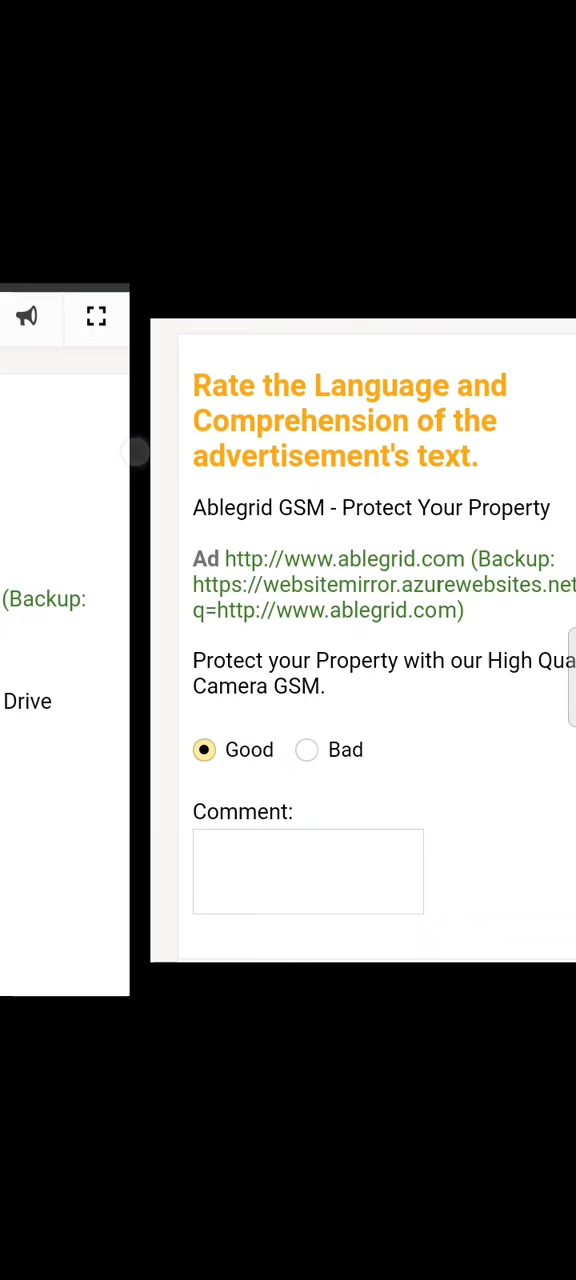 (Backup:
Drive
Rate the Language and
Comprehension of the
advertisement's text.
Ablegrid GSM - Protect Your Property
Ad http://www.ablegrid.com (Backup:
https://websitemirror.azurewebsites.net
q=http://www.ablegrid.com)
Protect your Property with our High Qua
Camera GSM.
Good Bad
Comment: